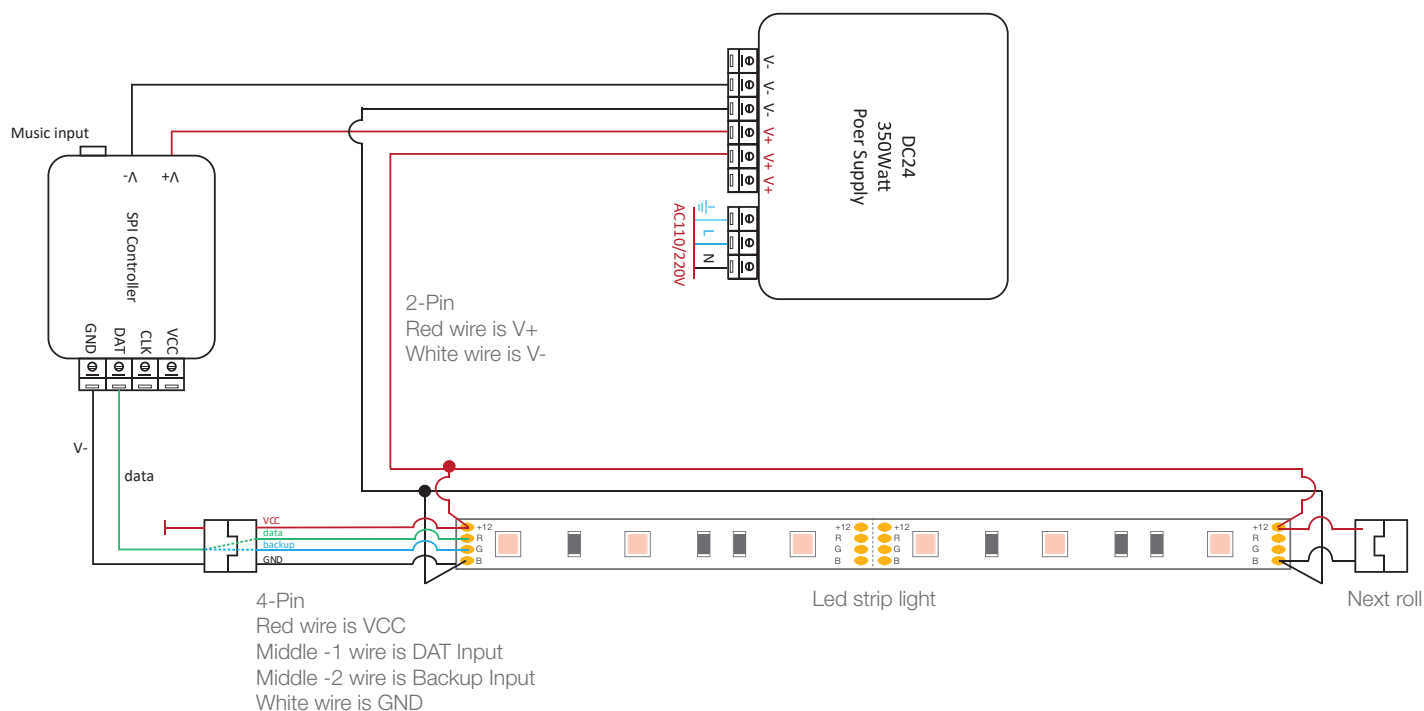 V-
V-
V-
V+
V+
V+
DC24
350Watt
Poer Supply
Music input
V-
V+
SPI Controller
L
N
AC110/220V
GND
DAT
CLK
VCC
2-Pin
Red wire is V+
White wire is V-
V-
data
VCC
data
backup
GND
+12
R
G
B
+12
R
G
B
+12
R
G
B
+12
R
G
B
4-Pin
Red wire is VCC
Middle -1 wire is DAT Input
Middle -2 wire is Backup Input
White wire is GND
Led strip light
Next roll